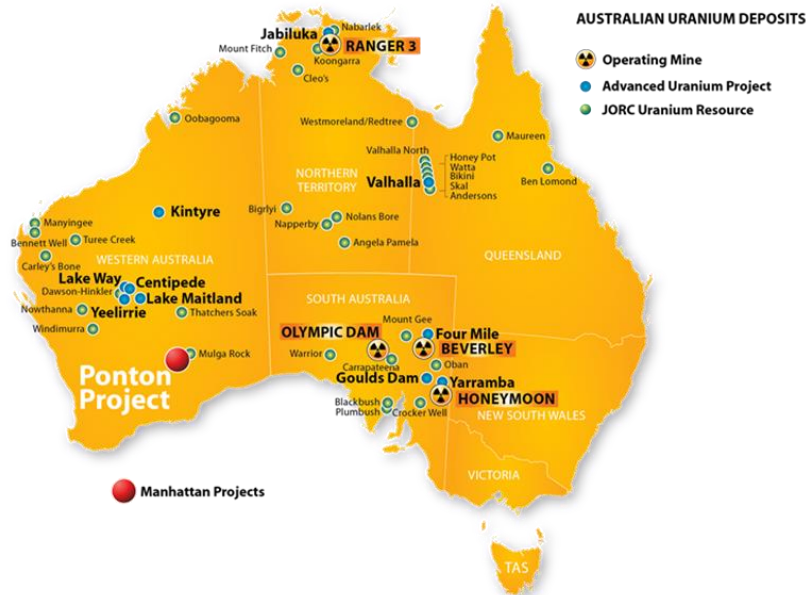 AUSTRALIAN URANIUM DEPOSITS
Operating Mine
Advanced Uranium Project
JORC Uranium Resource
Jabiluka
Nabarlek
RANGER 3
Mount Fitch
Koongarra
Cleo's
Oobagooma
Westmoreland/Redtree
Maureen
Valhalla North
Honey Pot
Watta
Bikini
Skal
Andersons
Valhalla
Ben Lomond
NORTHERN
TERRITORY
Kintyre
Bigrlyi
Nolans Bore
Napperby
Angela Pamela
Manyingee
Bennett Well
Turee Creek
Carley's Bone
WESTERN AUSTRALIA
QUEENSLAND
Lake Way
Centipede
Dawson-Hinkler
Lake Maitland
Nowthanna
Yeelirrie
Thatchers Soak
Windimurra
SOUTH AUSTRALIA
Mount Gee
OLYMPIC DAM
Four Mile
BEVERLEY
Warrior
Carrapateena
Oban
Mulga Rock
Ponton
Project
Goulds Dam
Yarramba
HONEYMOON
Blackbush
Plumbush
Crocker Well
NEW SOUTH WALES
VICTORIA
Manhattan Projects
TAS